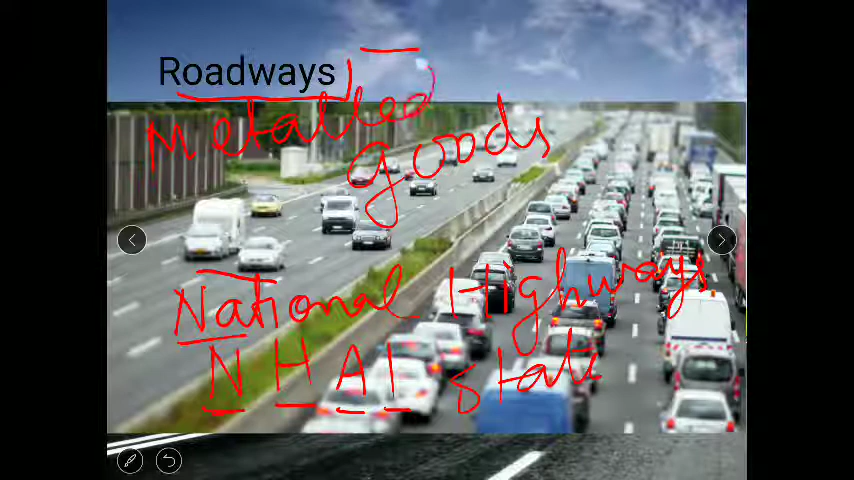 Roadways
Metalled
goods
National Highways
NHAI State